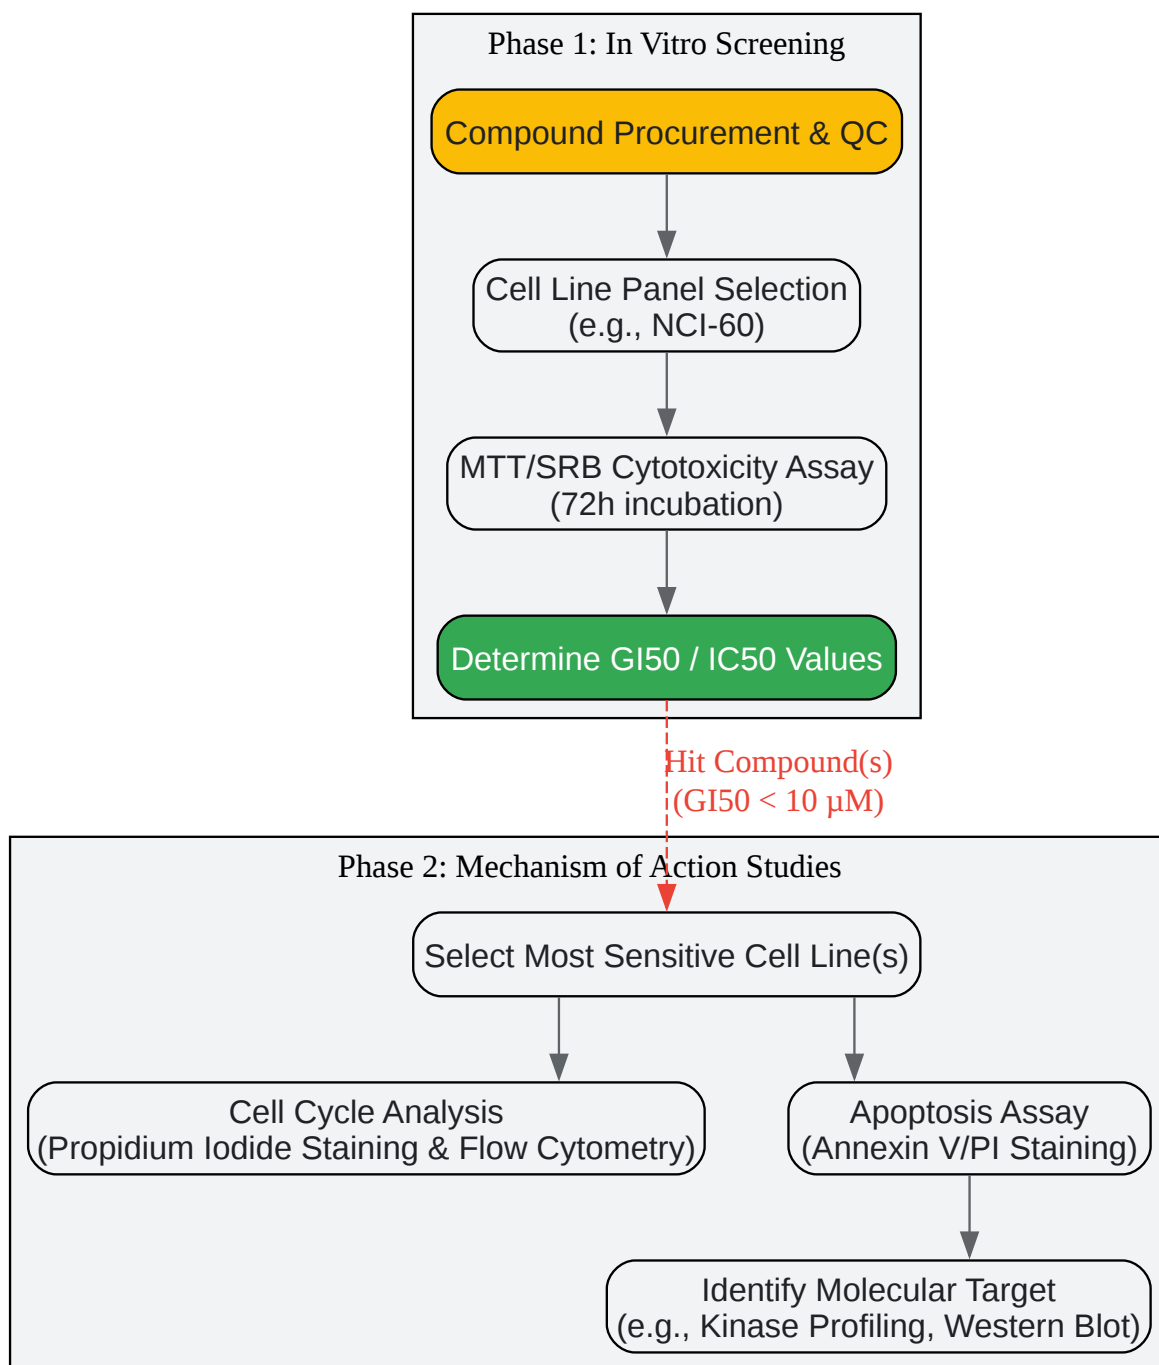 Phase 1: In Vitro Screening
Compound Procurement & QC
Cell Line Panel Selection
(e.g., NCI-60)
MTT/SRB Cytotoxicity Assay
(72h incubation)
Determine GI50 / IC50 Values
Hit Compound(s)
(GI50 < 10 µM)
Phase 2: Mechanism of Action Studies
Select Most Sensitive Cell Line(s)
Cell Cycle Analysis
(Propidium Iodide Staining & Flow Cytometry)
Apoptosis Assay
(Annexin V/PI Staining)
Identify Molecular Target
(e.g., Kinase Profiling, Western Blot)